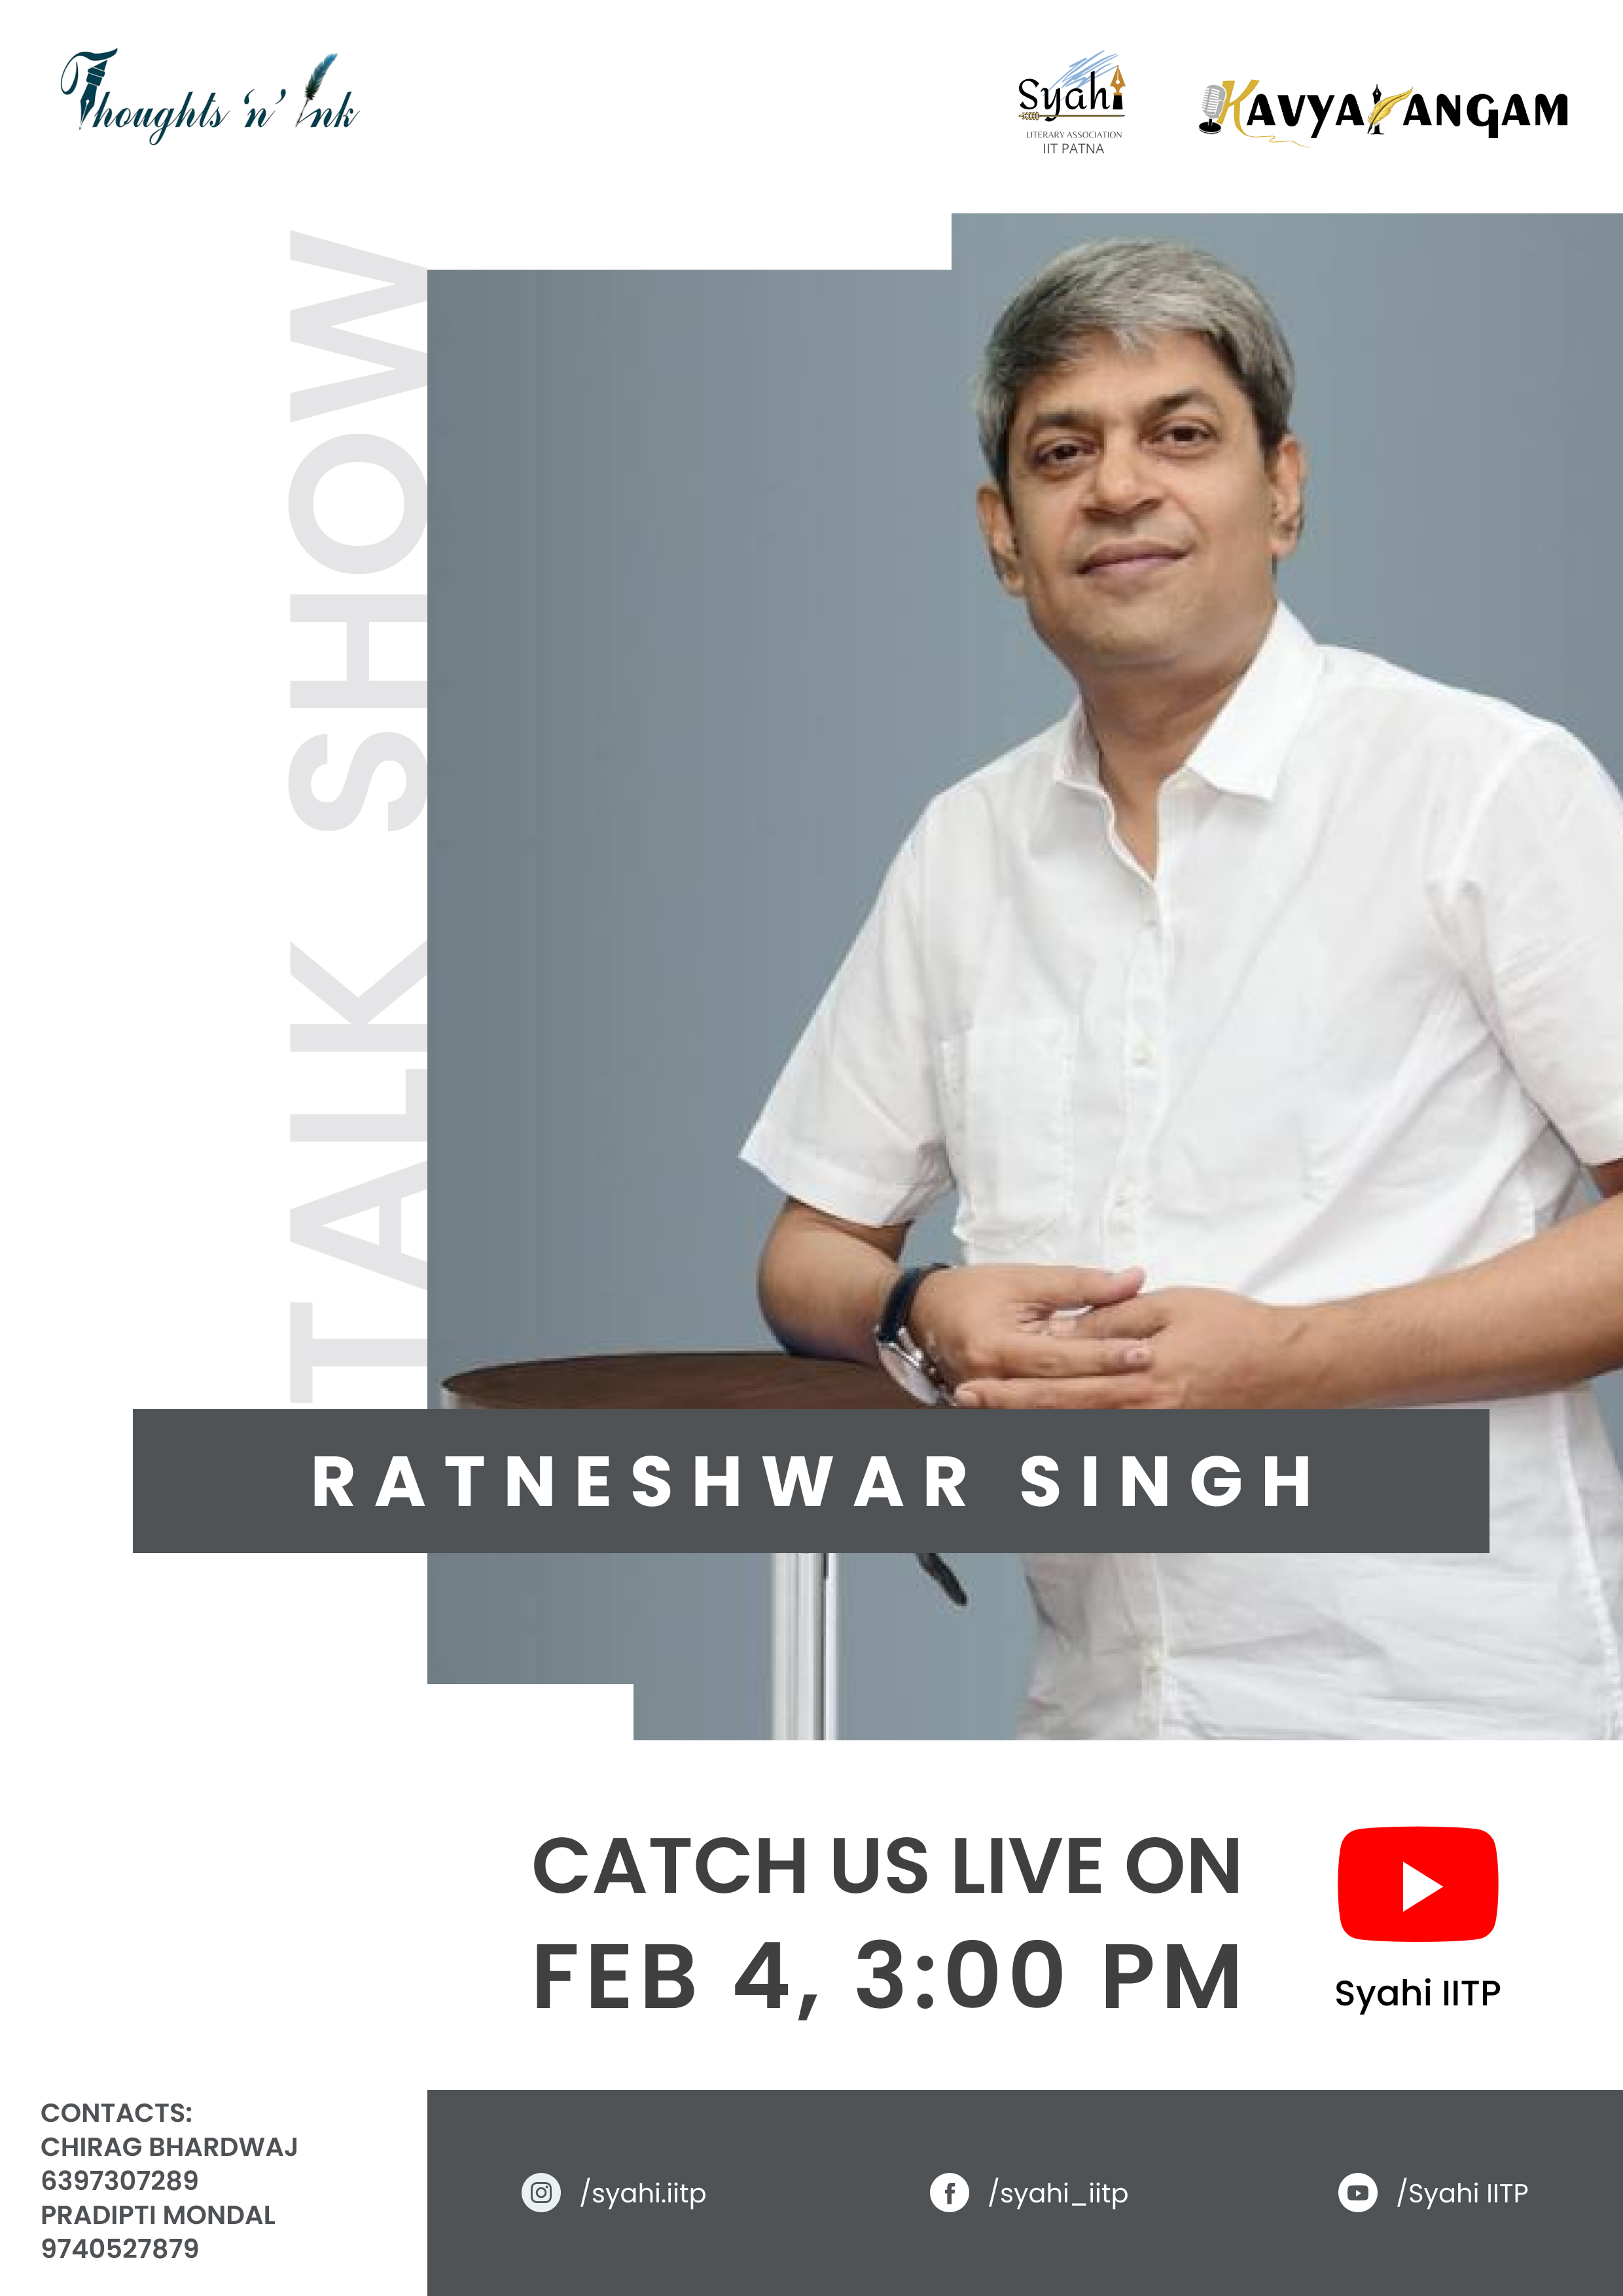 Thoughts 'n' Ink
Syahi
LITERARY ASSOCIATION
IIT PATNA
KAVYA ANGAM
TALK SHOW
RATNESHWAR SINGH
CATCH US LIVE ON
FEB 4, 3:00 PM
Syahi IITP
CONTACTS:
CHIRAG BHARDWAJ
6397307289
PRADIPTI MONDAL
9740527879
/syahi.iitp
/syahi_iitp
/Syahi IITP